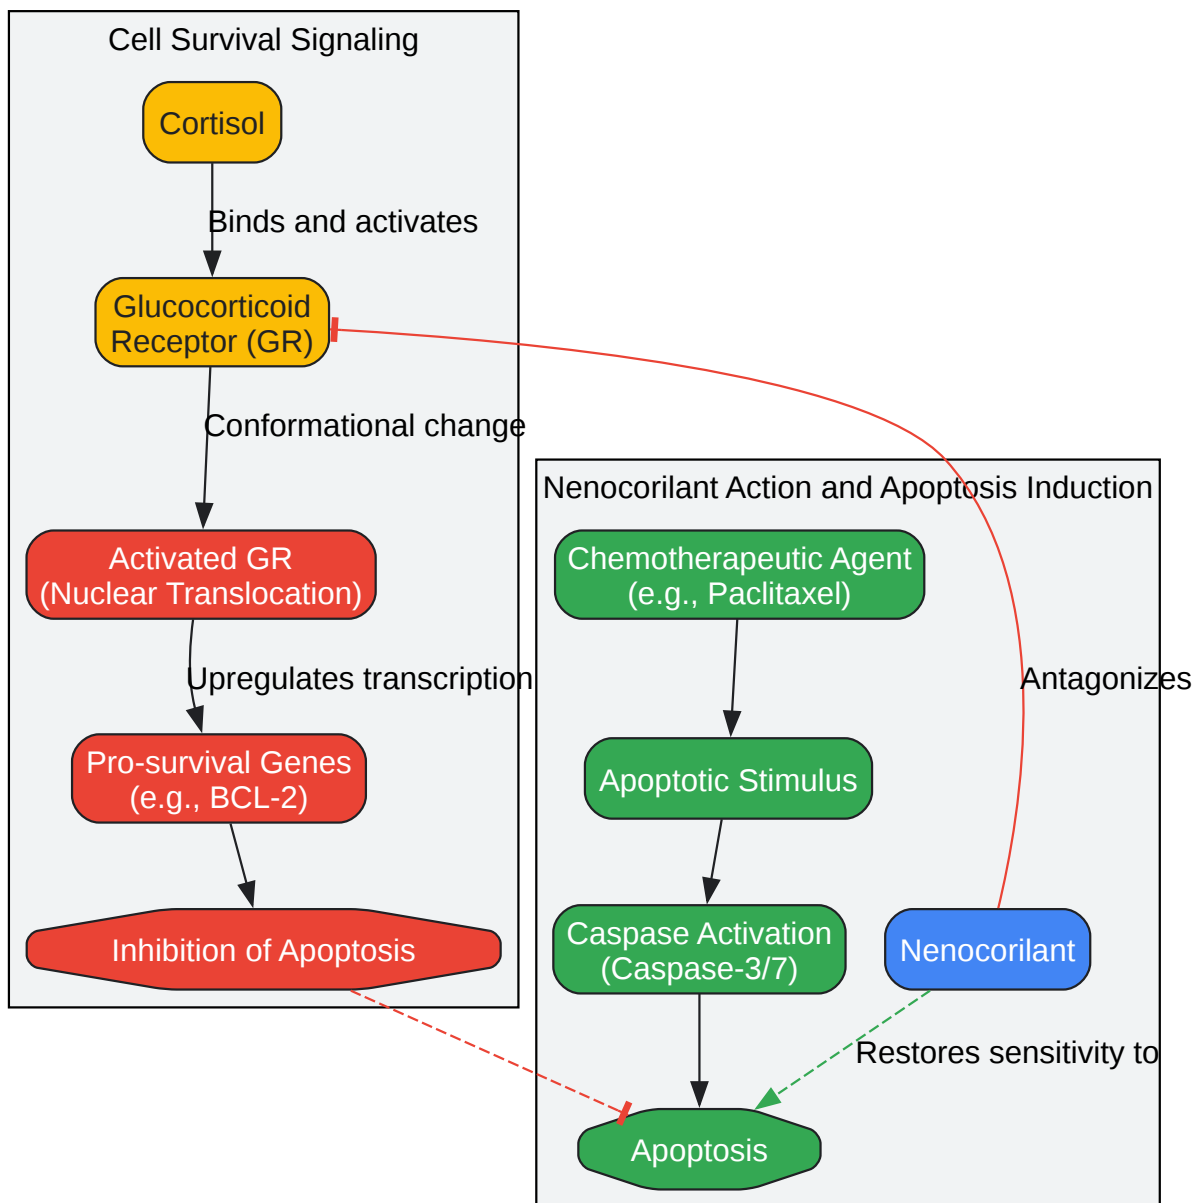 Cell Survival Signaling
Cortisol
Binds and activates
Glucocorticoid
Receptor (GR)
Conformational change
Activated GR
(Nuclear Translocation)
Upregulates transcription
Pro-survival Genes
(e.g., BCL-2)
Inhibition of Apoptosis
Nenocorilant Action and Apoptosis Induction
Chemotherapeutic Agent
(e.g., Paclitaxel)
Antagonizes
Apoptotic Stimulus
Caspase Activation
(Caspase-3/7)
Nenocorilant
Restores sensitivity to
Apoptosis